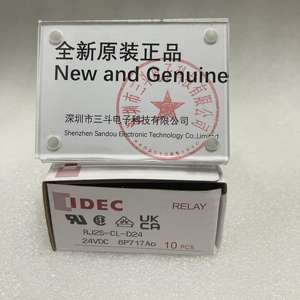 全新原装正品
New and Genuine
深圳市三斗电子科技有限公司
Shenzhen Sandou Electronic Technology Co.,Limited
IDEC
RELAY
UK
CA
RJ2S-CL-D24
24VDC 6P717Ao 10 PCS